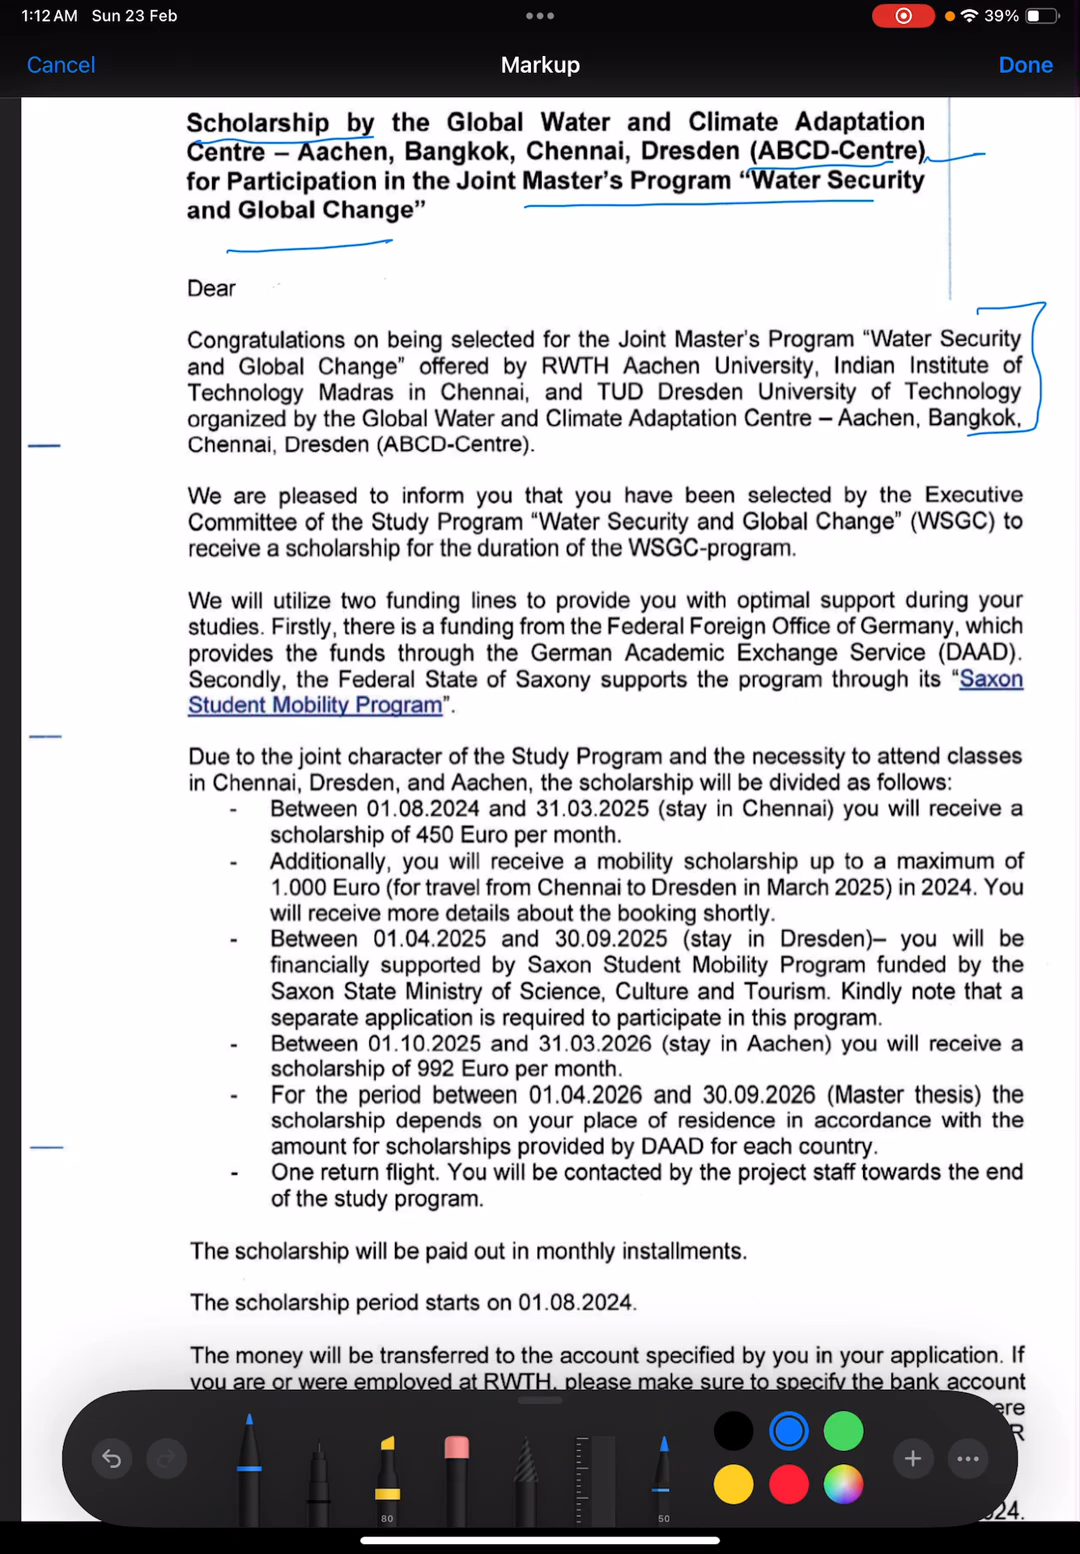 1:12 AM Sun 23 Feb
39%
Cancel
Markup
Done
Scholarship by the Global Water and Climate Adaptation
Centre – Aachen, Bangkok, Chennai, Dresden (ABCD-Centre)
for Participation in the Joint Master's Program “Water Security
and Global Change”
Dear
Congratulations on being selected for the Joint Master's Program “Water Security
and Global Change” offered by RWTH Aachen University, Indian Institute of
Technology Madras in Chennai, and TUD Dresden University of Technology
organized by the Global Water and Climate Adaptation Centre – Aachen, Bangkok,
Chennai, Dresden (ABCD-Centre).
We are pleased to inform you that you have been selected by the Executive
Committee of the Study Program “Water Security and Global Change” (WSGC) to
receive a scholarship for the duration of the WSGC-program.
We will utilize two funding lines to provide you with optimal support during your
studies. Firstly, there is a funding from the Federal Foreign Office of Germany, which
provides the funds through the German Academic Exchange Service (DAAD).
Secondly, the Federal State of Saxony supports the program through its “Saxon
Student Mobility Program”.
Due to the joint character of the Study Program and the necessity to attend classes
in Chennai, Dresden, and Aachen, the scholarship will be divided as follows:
- Between 01.08.2024 and 31.03.2025 (stay in Chennai) you will receive a
scholarship of 450 Euro per month.
- Additionally, you will receive a mobility scholarship up to a maximum of
1.000 Euro (for travel from Chennai to Dresden in March 2025) in 2024. You
will receive more details about the booking shortly.
- Between 01.04.2025 and 30.09.2025 (stay in Dresden)– you will be
financially supported by Saxon Student Mobility Program funded by the
Saxon State Ministry of Science, Culture and Tourism. Kindly note that a
separate application is required to participate in this program.
- Between 01.10.2025 and 31.03.2026 (stay in Aachen) you will receive a
scholarship of 992 Euro per month.
- For the period between 01.04.2026 and 30.09.2026 (Master thesis) the
scholarship depends on your place of residence in accordance with the
amount for scholarships provided by DAAD for each country.
- One return flight. You will be contacted by the project staff towards the end
of the study program.
The scholarship will be paid out in monthly installments.
The scholarship period starts on 01.08.2024.
The money will be transferred to the account specified by you in your application. If
you are or were employed at RWTH, please make sure to specify the bank account
80
50